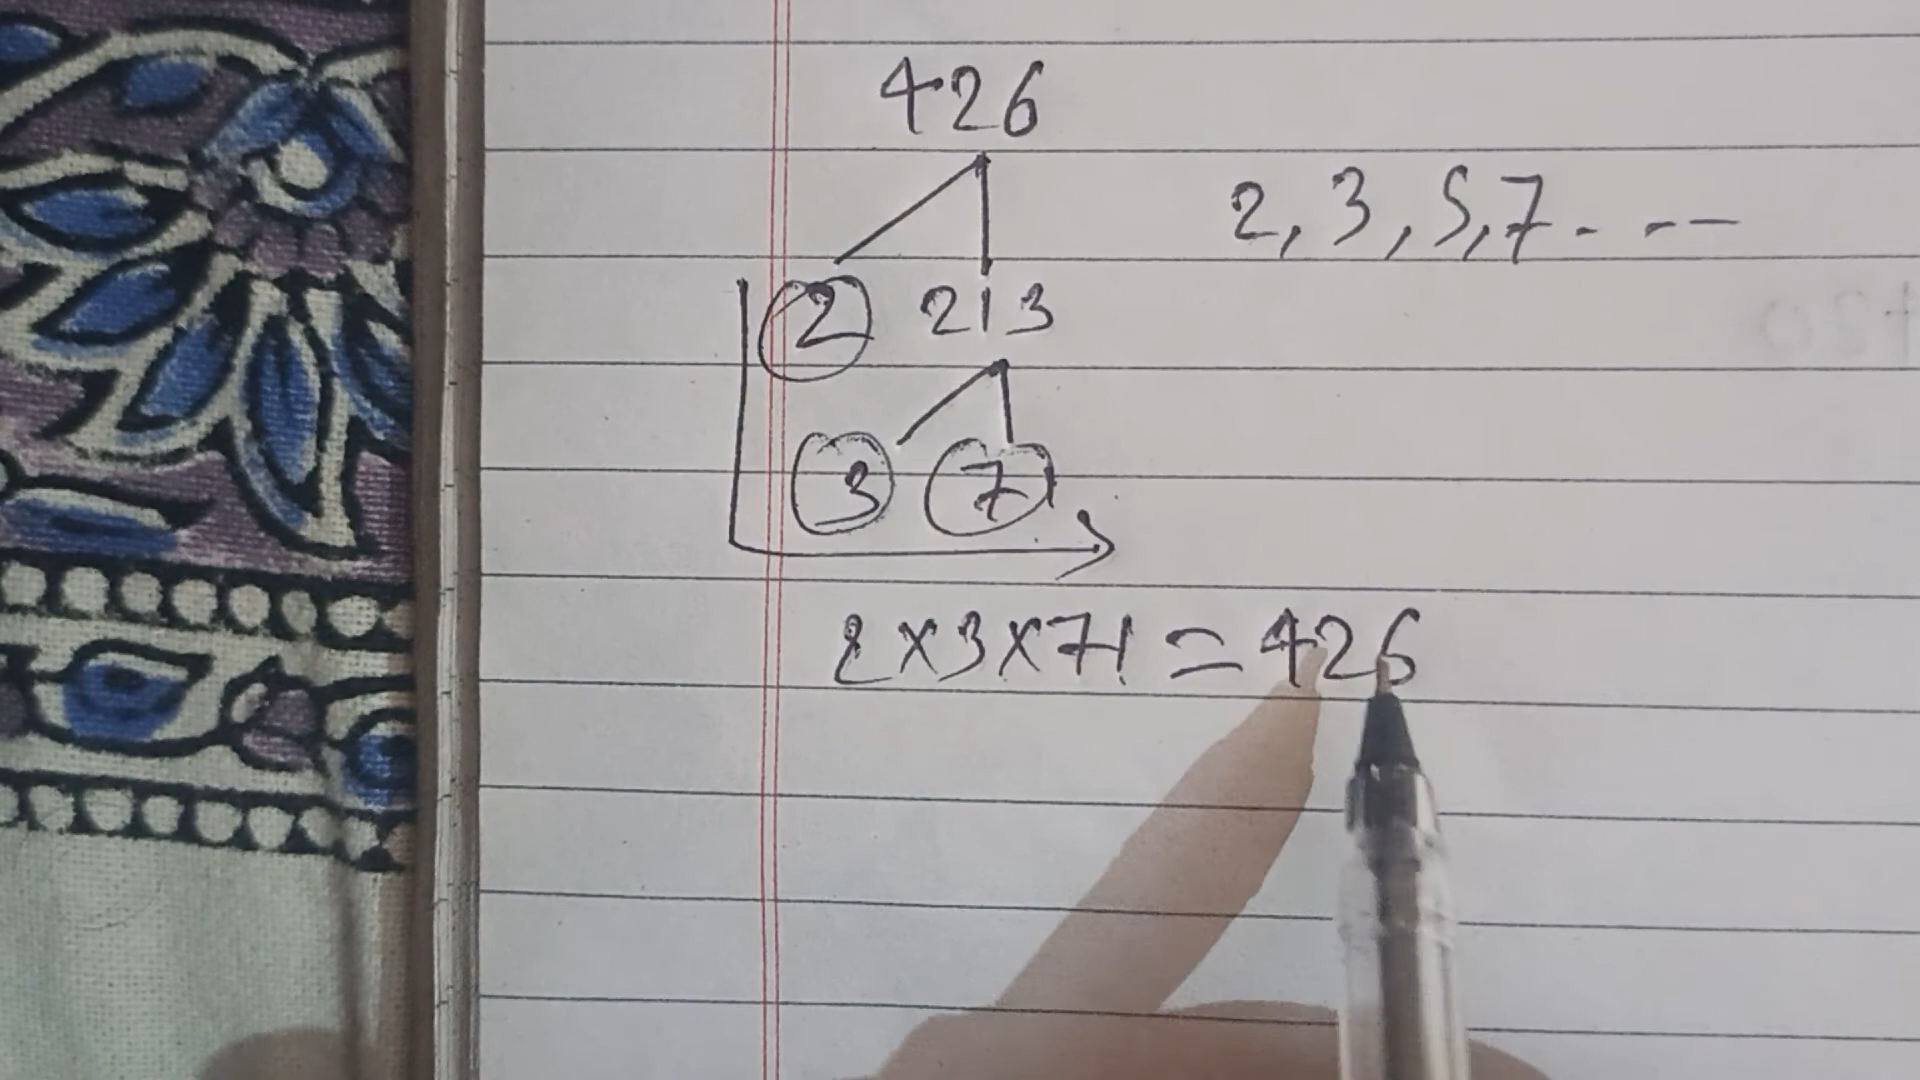 426
2, 3, 5, 7 - - -
2 213
3 71
2 x 3 x 71 = 426